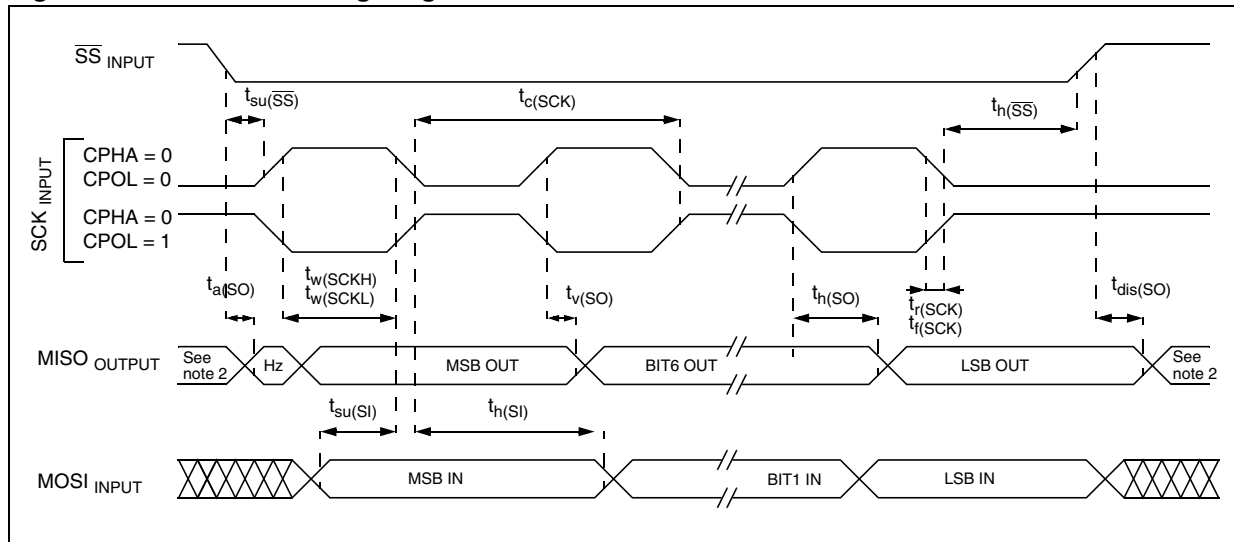 SS INPUT
tsu(SS)
tc(SCK)
th(SS)
SCK INPUT
CPHA = 0
CPOL = 0
CPHA = 0
CPOL = 1
ta(SO)
tw(SCKH)
tw(SCKL)
tv(SO)
th(SO)
tr(SCK)
tf(SCK)
tdis(SO)
MISO OUTPUT
See
note 2
Hz
MSB OUT
BIT6 OUT
LSB OUT
See
note 2
tsu(SI)
th(SI)
MOSI INPUT
MSB IN
BIT1 IN
LSB IN